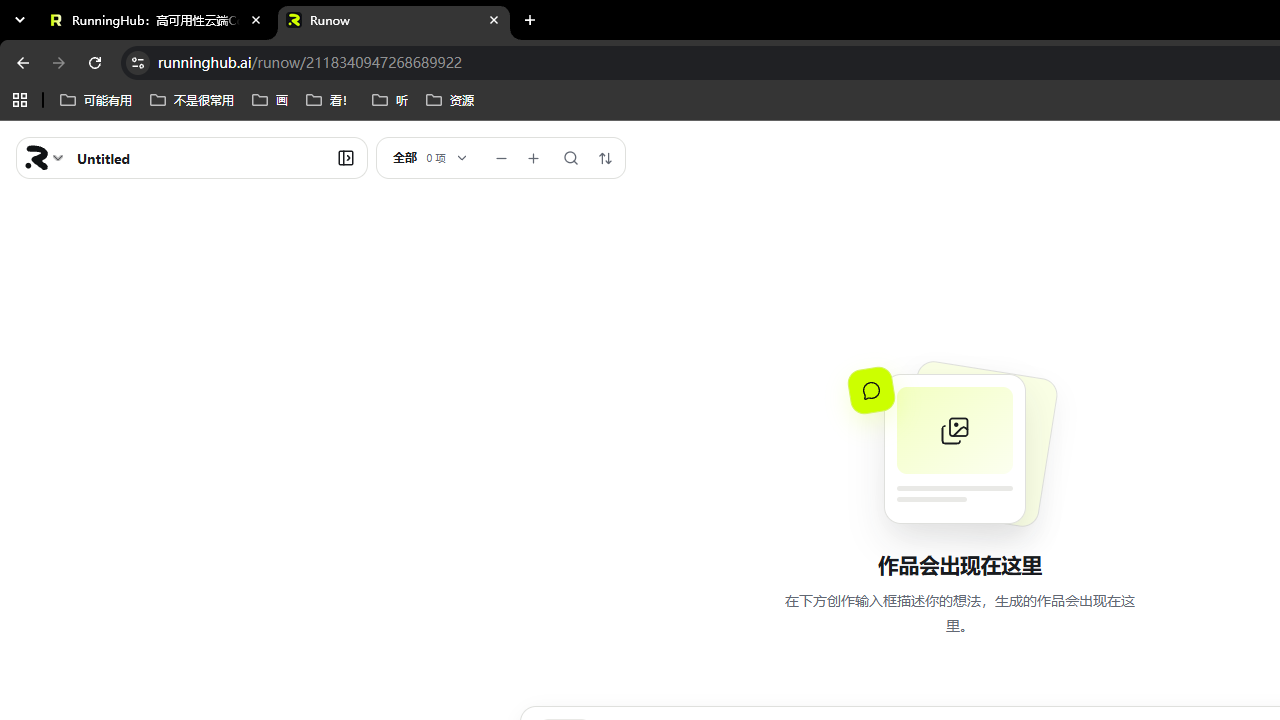 RunningHub：高可用性云端C
Runow
runninghub.ai/runow/2118340947268689922
可能有用
不是很常用
画
看！
听
资源
Untitled
全部 0 项
作品会出现在这里
在下方创作输入框描述你的想法，生成的作品会出现在这
里。